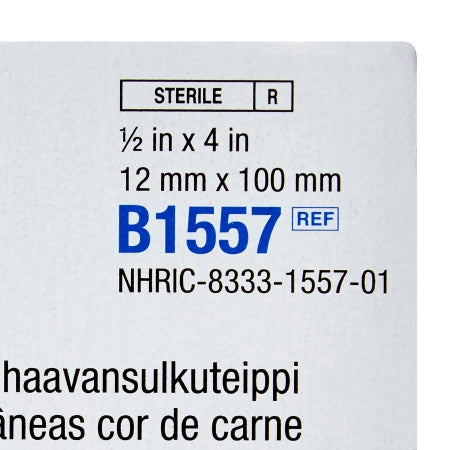 STERILE R
½ in x 4 in
12 mm x 100 mm
B1557 REF
NHRIC-8333-1557-01
haavansulkuteippi
cor de carne